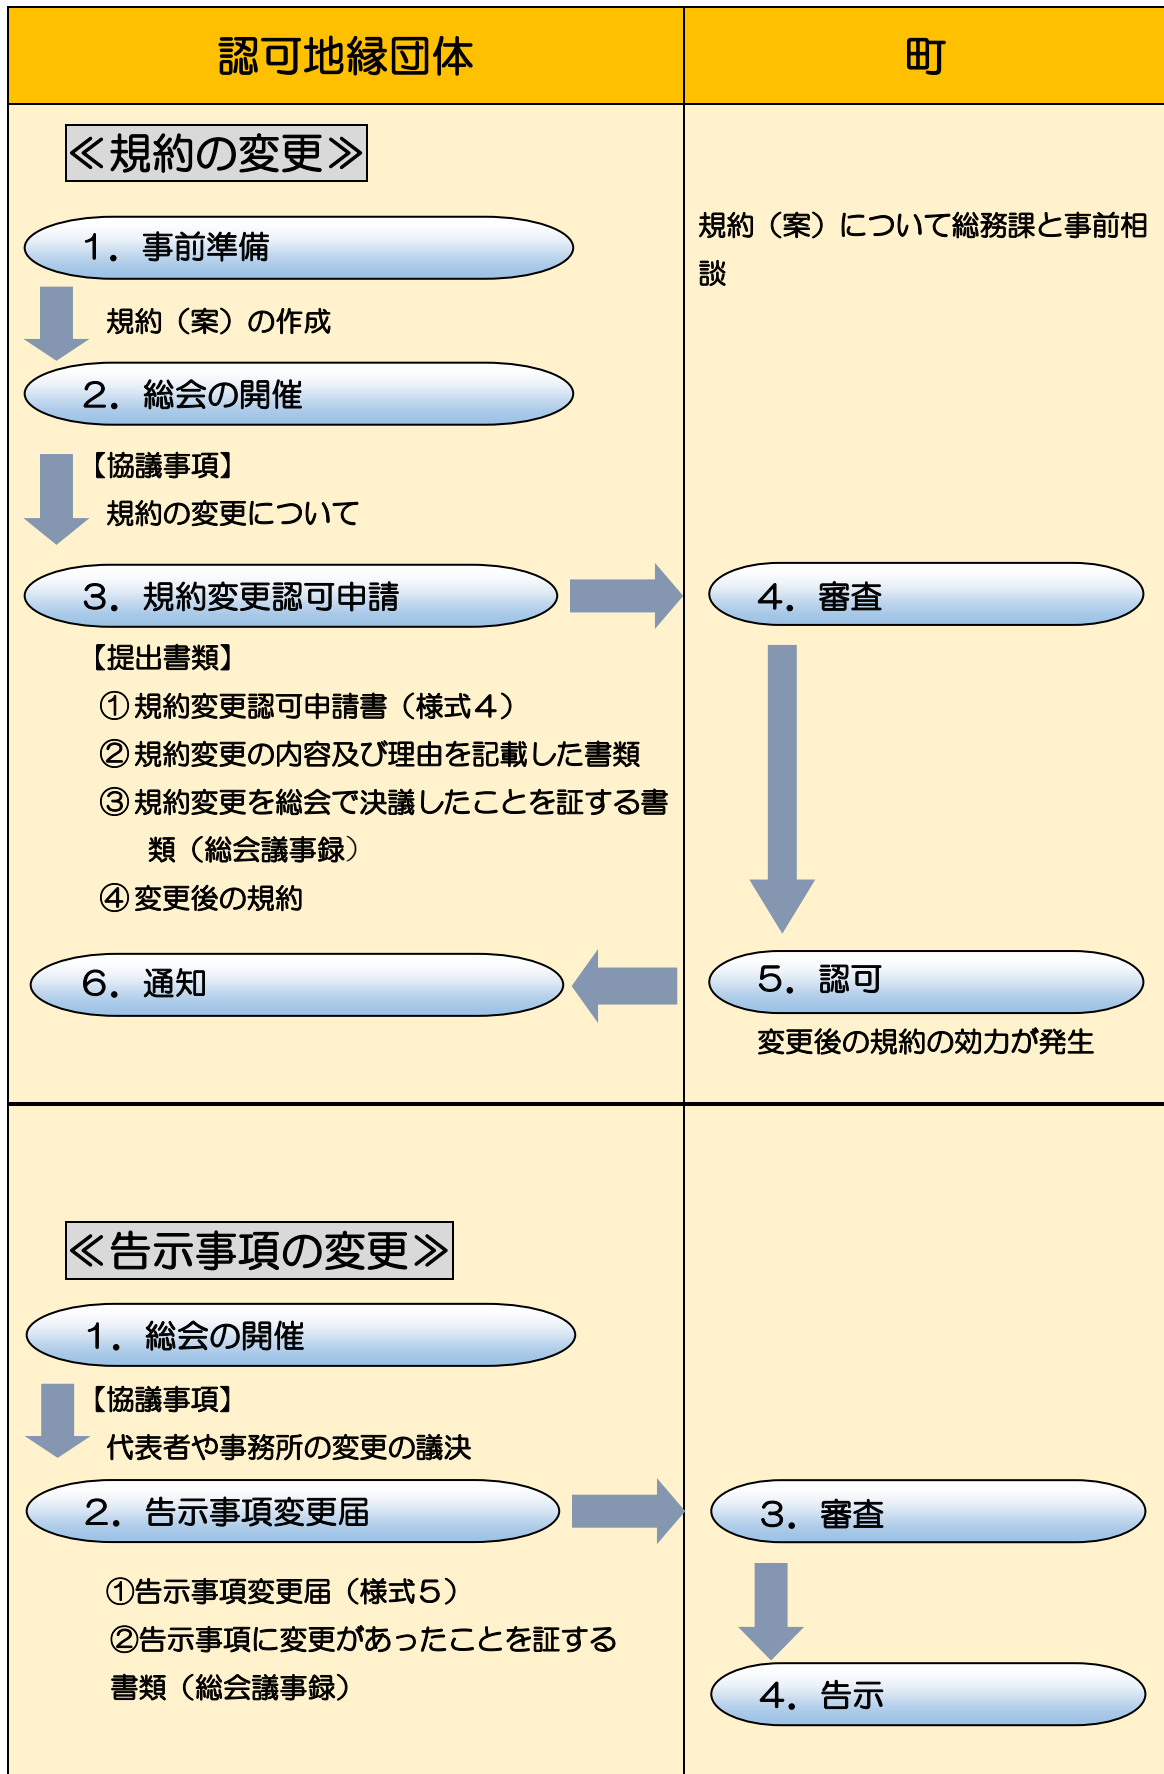 認可地縁団体
町
≪規約の変更≫
１．事前準備
規約（案）について総務課と事前相
談
規約（案）の作成
２．総会の開催
【協議事項】
規約の変更について
３．規約変更認可申請
４．審査
【提出書類】
①規約変更認可申請書（様式４）
②規約変更の内容及び理由を記載した書類
③規約変更を総会で決議したことを証する書
類（総会議事録）
④変更後の規約
６．通知
５．認可
変更後の規約の効力が発生
≪告示事項の変更≫
１．総会の開催
【協議事項】
代表者や事務所の変更の議決
２．告示事項変更届
３．審査
①告示事項変更届（様式５）
②告示事項に変更があったことを証する
書類（総会議事録）
４．告示